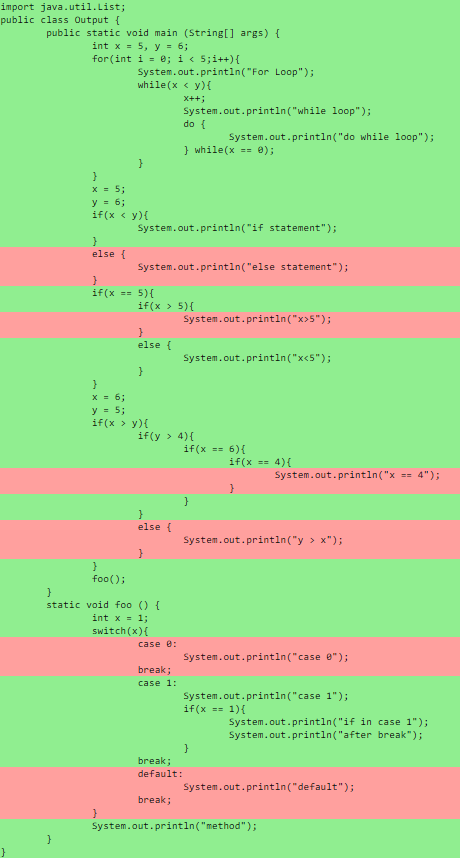 import java.util.List;
public class Output {
        public static void main (String[] args) {
                int x = 5, y = 6;
                for(int i = 0; i < 5;i++){
                        System.out.println("For Loop");
                        while(x < y){
                                x++;
                                System.out.println("while loop");
                                do {
                                        System.out.println("do while loop");
                                } while(x == 0);
                        }
                }
                x = 5;
                y = 6;
                if(x < y){
                        System.out.println("if statement");
                }
                else {
                        System.out.println("else statement");
                }
                if(x == 5){
                        if(x > 5){
                                System.out.println("x>5");
                        }
                        else {
                                System.out.println("x<5");
                        }
                }
                x = 6;
                y = 5;
                if(x > y){
                        if(y > 4){
                                if(x == 6){
                                        if(x == 4){
                                                System.out.println("x == 4");
                                        }
                                }
                        }
                        else {
                                System.out.println("y > x");
                        }
                }
                foo();
        }
        static void foo () {
                int x = 1;
                switch(x){
                        case 0:
                                System.out.println("case 0");
                        break;
                        case 1:
                                System.out.println("case 1");
                                if(x == 1){
                                        System.out.println("if in case 1");
                                        System.out.println("after break");
                                }
                        break;
                        default:
                                System.out.println("default");
                        break;
                }
                System.out.println("method");
        }
}